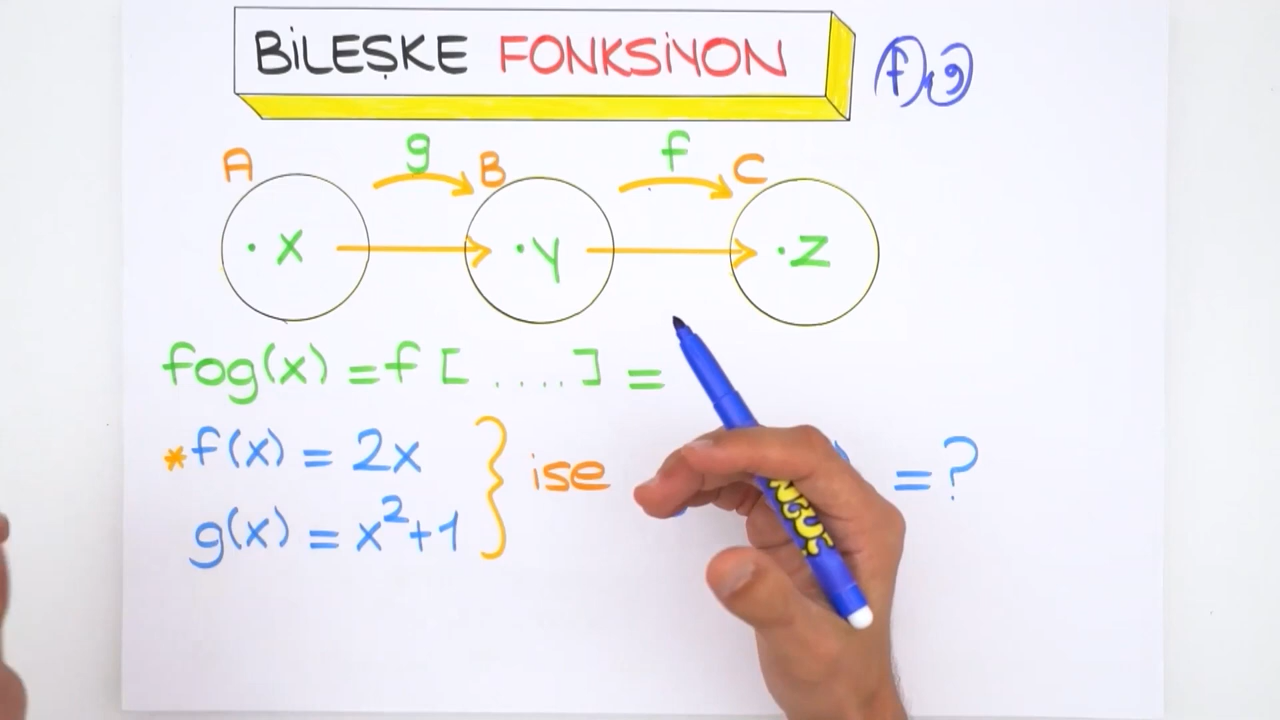 BİLEŞKE FONKSİYON
f, g
A g B f C
. x . y . z
fog(x) = f [ ..... ] =
*f(x) = 2x
ise = ?
g(x) = x²+1